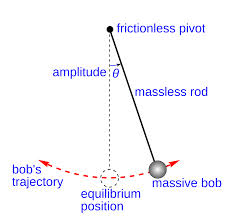 frictionless pivot
amplitude
θ
massless rod
bob's
trajectory
massive bob
equilibrium
position